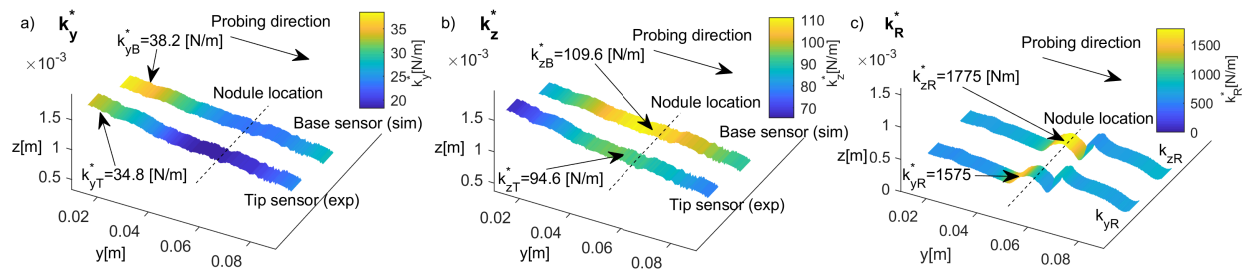 a) k*y
Probing direction
k*yB=38.2 [N/m]
×10-3
Nodule location
Base sensor (sim)
k*yT=34.8 [N/m]
Tip sensor (exp)
z[m]
1.5
1
0.5
0.02
0.04
0.06
0.08
y[m]
35
30
25
20
k*y[N/m]
b) k*z
Probing direction
k*zB=109.6 [N/m]
×10-3
Nodule location
Base sensor (sim)
k*zT=94.6 [N/m]
Tip sensor (exp)
z[m]
1.5
1
0.5
0.02
0.04
0.06
0.08
y[m]
110
100
90
80
70
k*z[N/m]
c) k*R
Probing direction
k*zR=1775 [Nm]
×10-3
Nodule location
k*yR=1575
kzR
kyR
z[m]
1.5
1
0.5
0
0.02
0.04
0.06
0.08
y[m]
1500
1000
500
0
k*R[N/m]